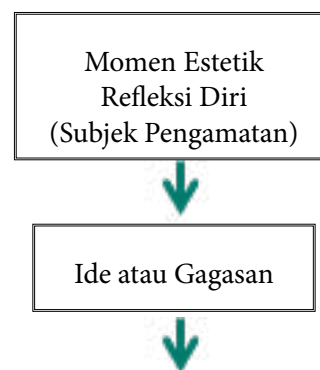 Momen Estetik
Refleksi Diri
(Subjek Pengamatan)
Ide atau Gagasan